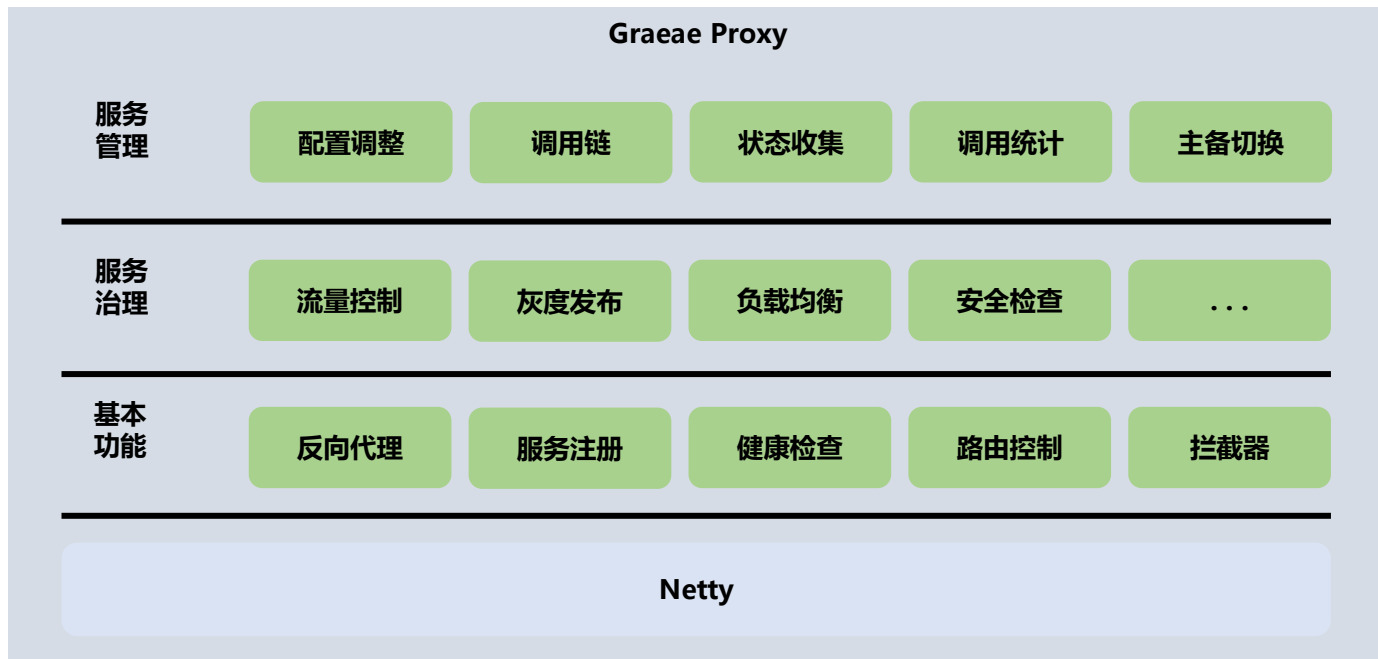 Graeae Proxy
服务
管理
配置调整
调用链
状态收集
调用统计
主备切换
服务
治理
流量控制
灰度发布
负载均衡
安全检查
...
基本
功能
反向代理
服务注册
健康检查
路由控制
拦截器
Netty